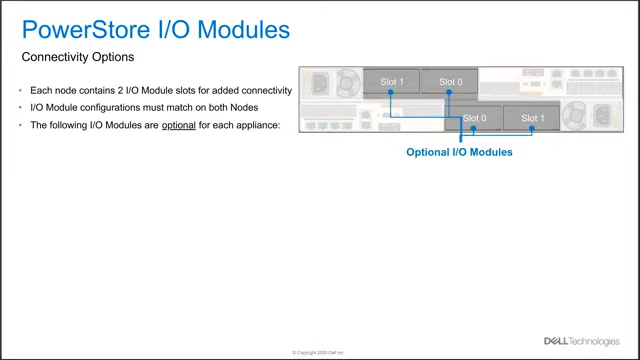 PowerStore I/O Modules
Connectivity Options
• Each node contains 2 I/O Module slots for added connectivity
• I/O Module configurations must match on both Nodes
• The following I/O Modules are optional for each appliance:
Slot 1
Slot 0
Slot 0
Slot 1
Optional I/O Modules
© Copyright 2020 Dell Inc.
DELLTechnologies